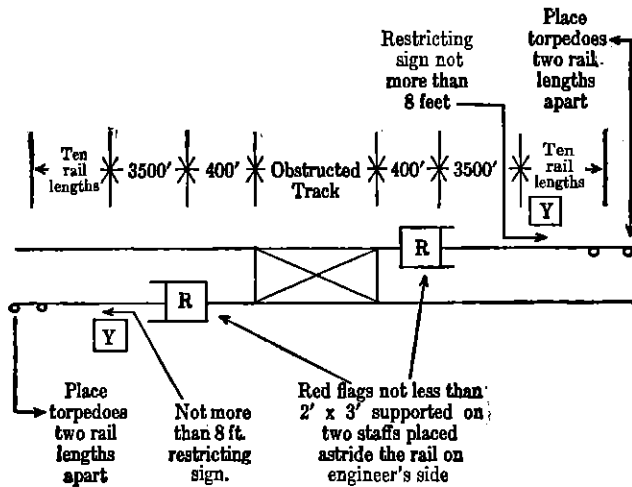 Place
torpedoes
two rail
lengths
apart
Restricting
sign not
more than
8 feet
Ten
rail
lengths
3500'
400'
Obstructed
Track
400'
3500'
Ten
rail
lengths
Y
R
R
Y
Place
torpedoes
two rail
lengths
apart
Not more
than 8 ft.
restricting
sign.
Red flags not less than
2' x 3' supported on
two staffs placed
astride the rail on
engineer's side